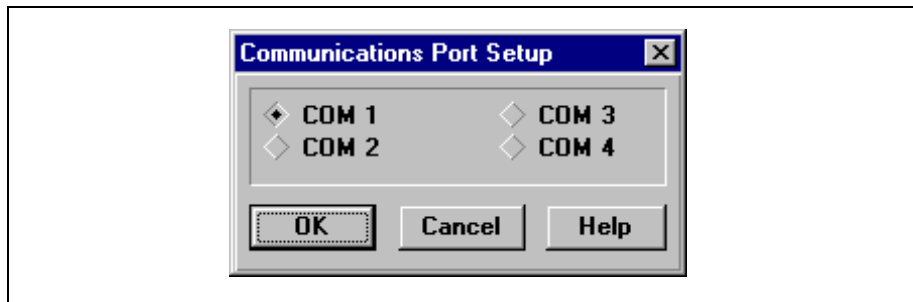 Communications Port Setup
COM 1 COM 3
COM 2 COM 4
OK Cancel Help